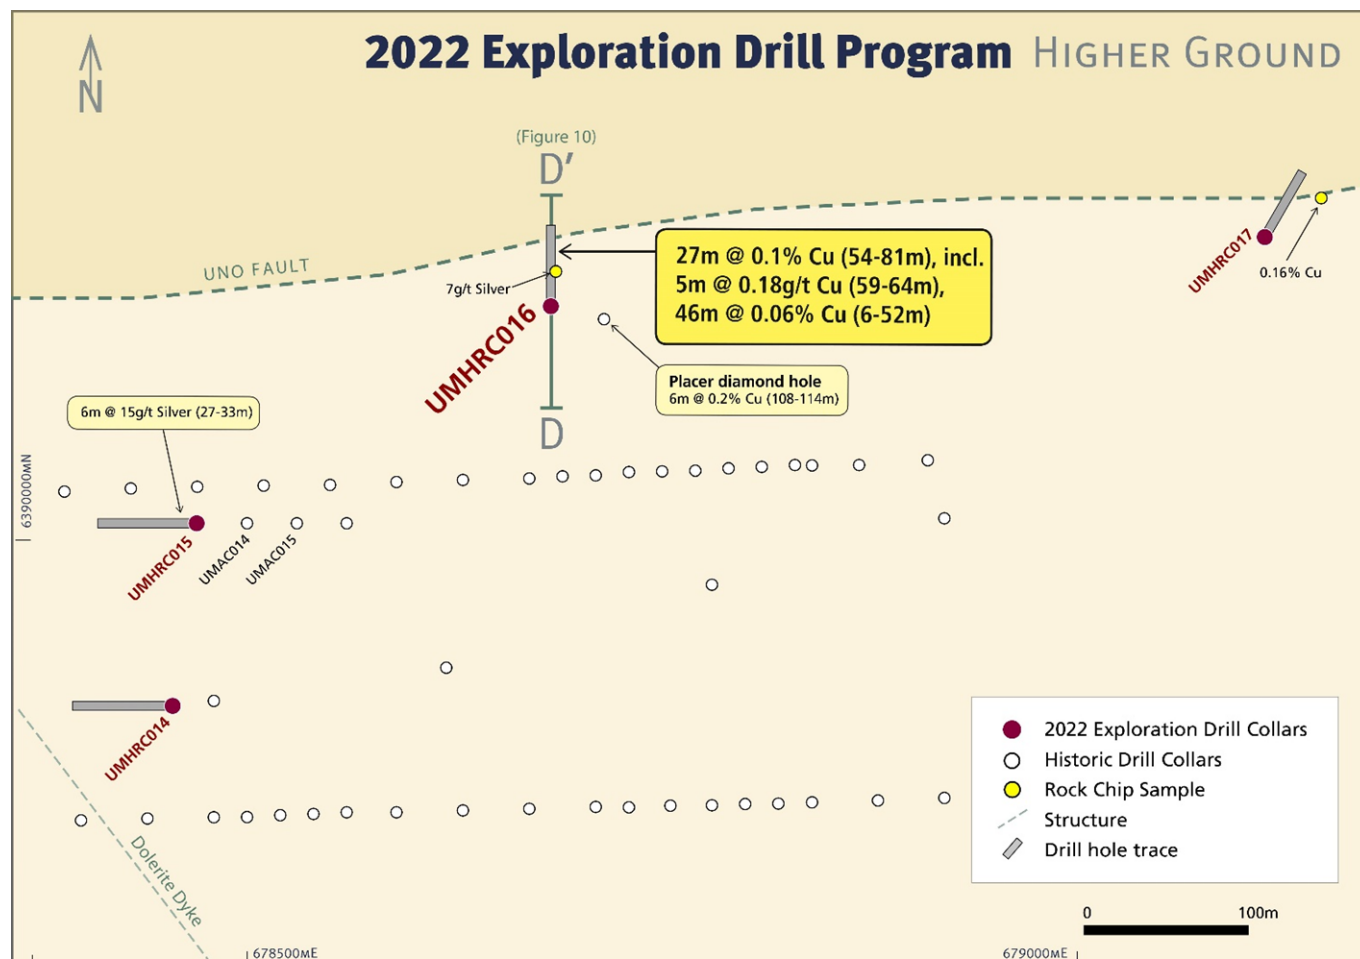 2022 Exploration Drill Program HIGHER GROUND
N
(Figure 10)
D'
UNO FAULT
27m @ 0.1% Cu (54-81m), incl.
5m @ 0.18g/t Cu (59-64m),
46m @ 0.06% Cu (6-52m)
7g/t Silver
UMHRC016
UMHRC017
0.16% Cu
Placer diamond hole
6m @ 0.2% Cu (108-114m)
D
6m @ 15g/t Silver (27-33m)
6390000mN
UMHRC015
UMAC014
UMAC015
UMHRC014
Dolerite Dyke
2022 Exploration Drill Collars
Historic Drill Collars
Rock Chip Sample
Structure
Drill hole trace
0 100m
678500mE
679000mE